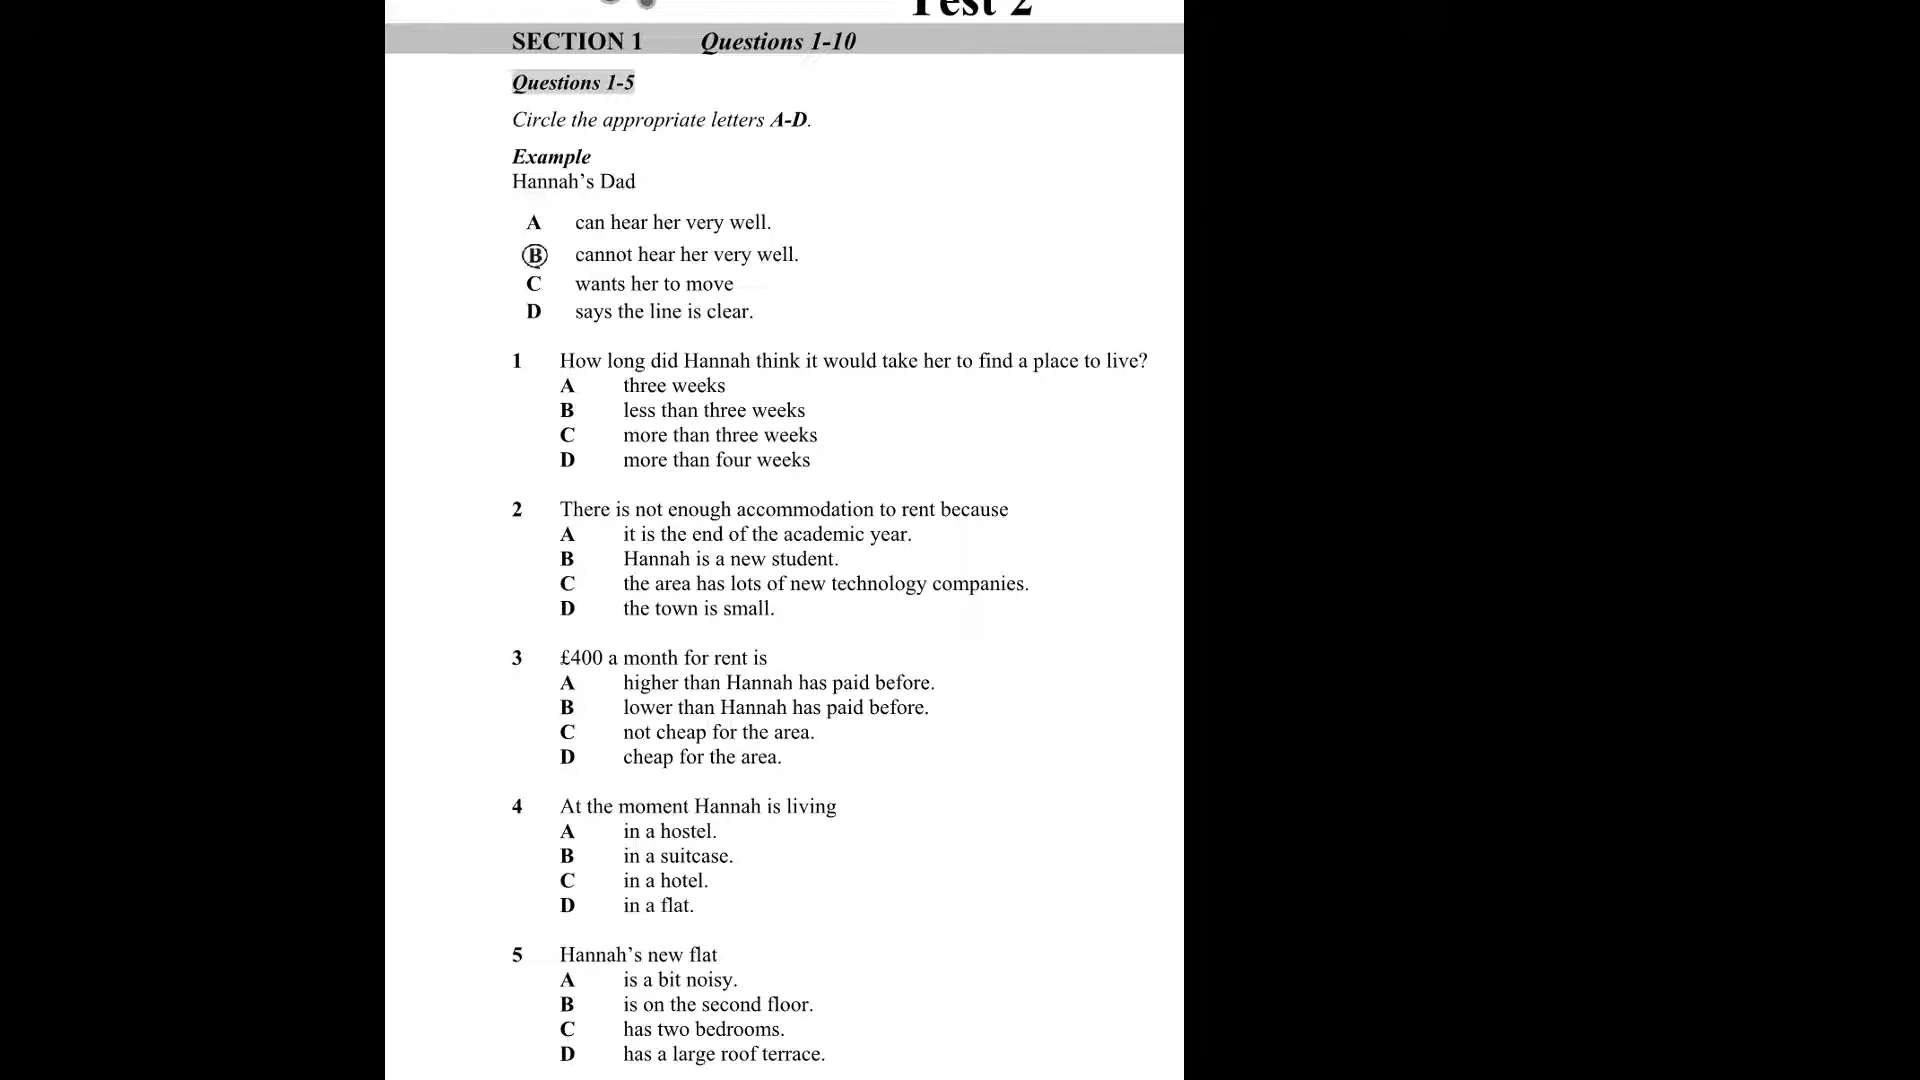 Test 2
SECTION 1 Questions 1-10
Questions 1-5
Circle the appropriate letters A-D.
Example
Hannah's Dad
A can hear her very well.
B cannot hear her very well.
C wants her to move
D says the line is clear.
1 How long did Hannah think it would take her to find a place to live?
A three weeks
B less than three weeks
C more than three weeks
D more than four weeks
2 There is not enough accommodation to rent because
A it is the end of the academic year.
B Hannah is a new student.
C the area has lots of new technology companies.
D the town is small.
3 £400 a month for rent is
A higher than Hannah has paid before.
B lower than Hannah has paid before.
C not cheap for the area.
D cheap for the area.
4 At the moment Hannah is living
A in a hostel.
B in a suitcase.
C in a hotel.
D in a flat.
5 Hannah's new flat
A is a bit noisy.
B is on the second floor.
C has two bedrooms.
D has a large roof terrace.